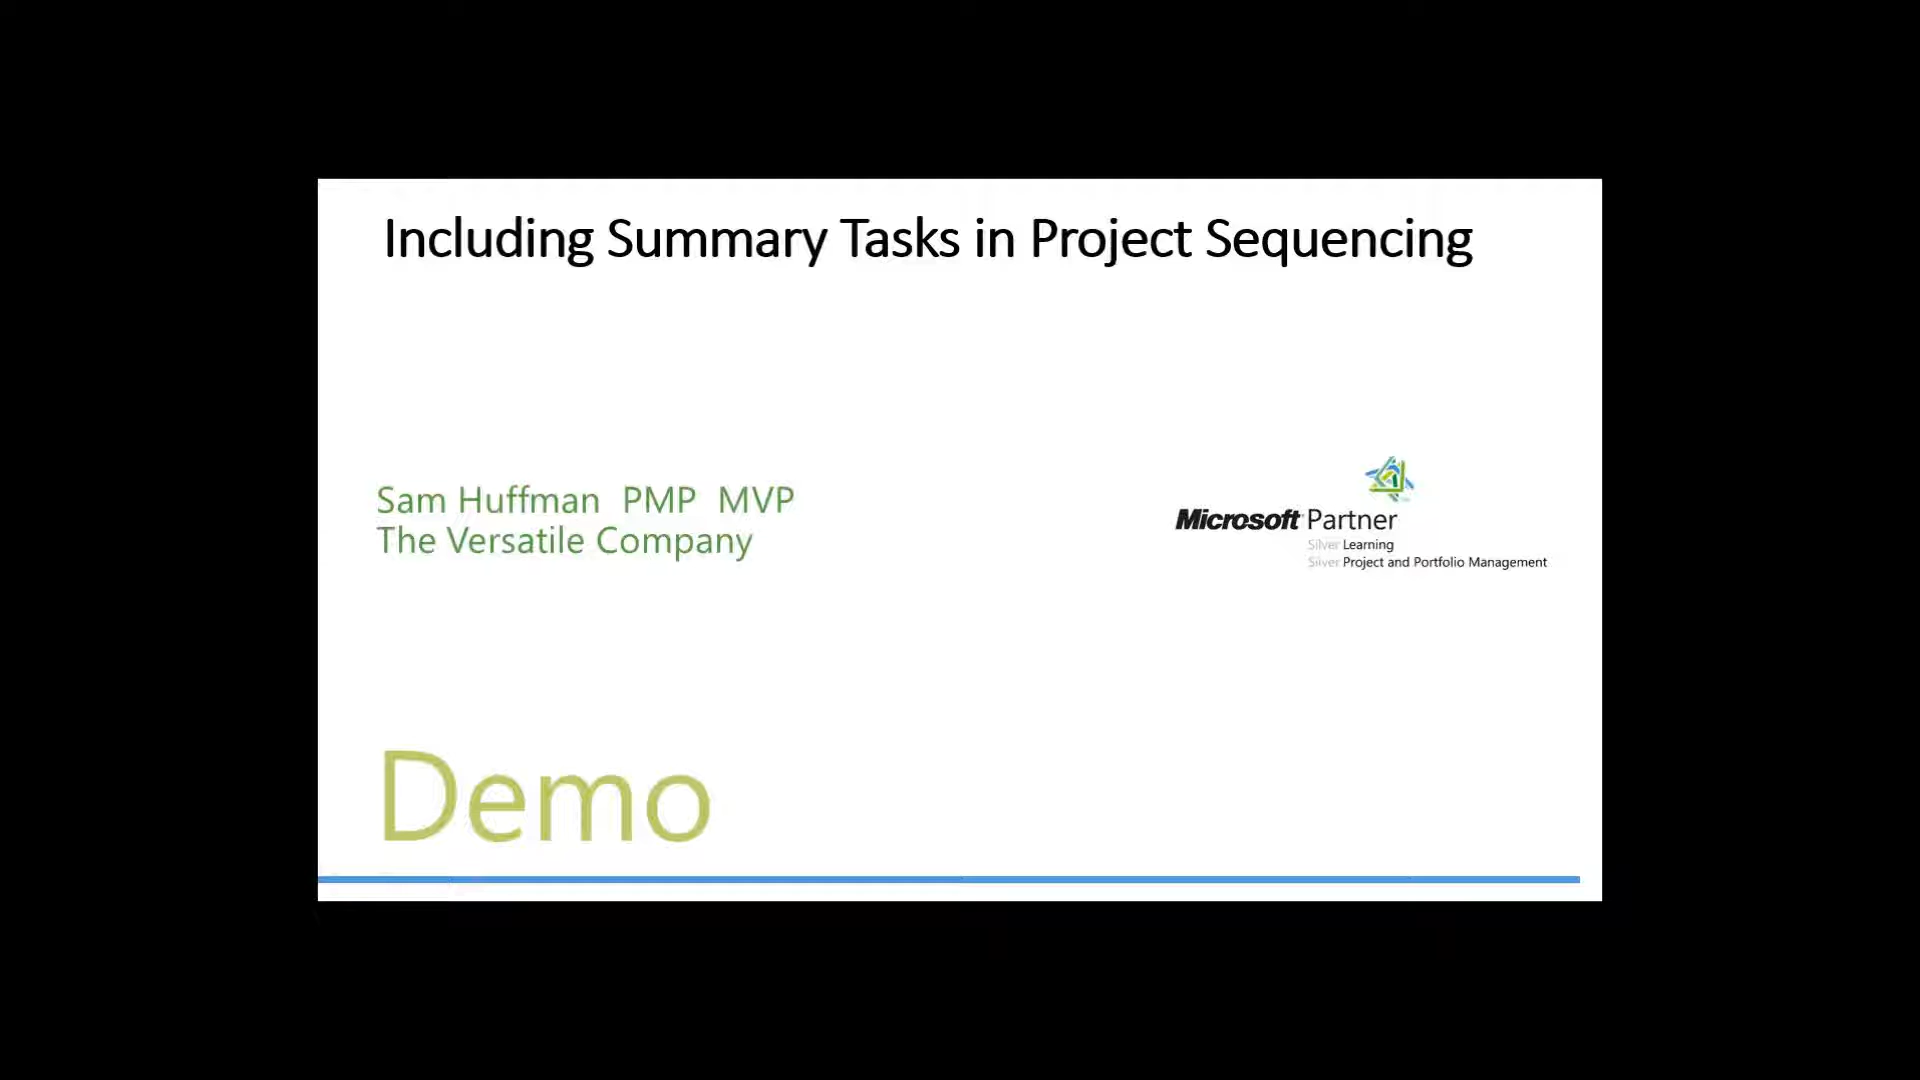 Including Summary Tasks in Project Sequencing
Sam Huffman PMP MVP
The Versatile Company
Microsoft Partner
Silver Learning
Silver Project and Portfolio Management
Demo